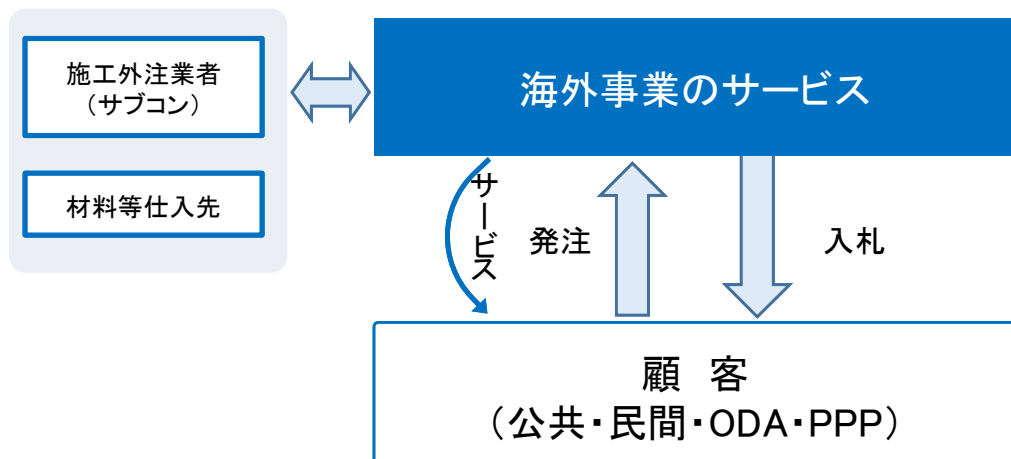 施工外注業者
（サブコン）
材料等仕入先
海外事業のサービス
サービス
発注
入札
顧　客
（公共・民間・ODA・PPP）